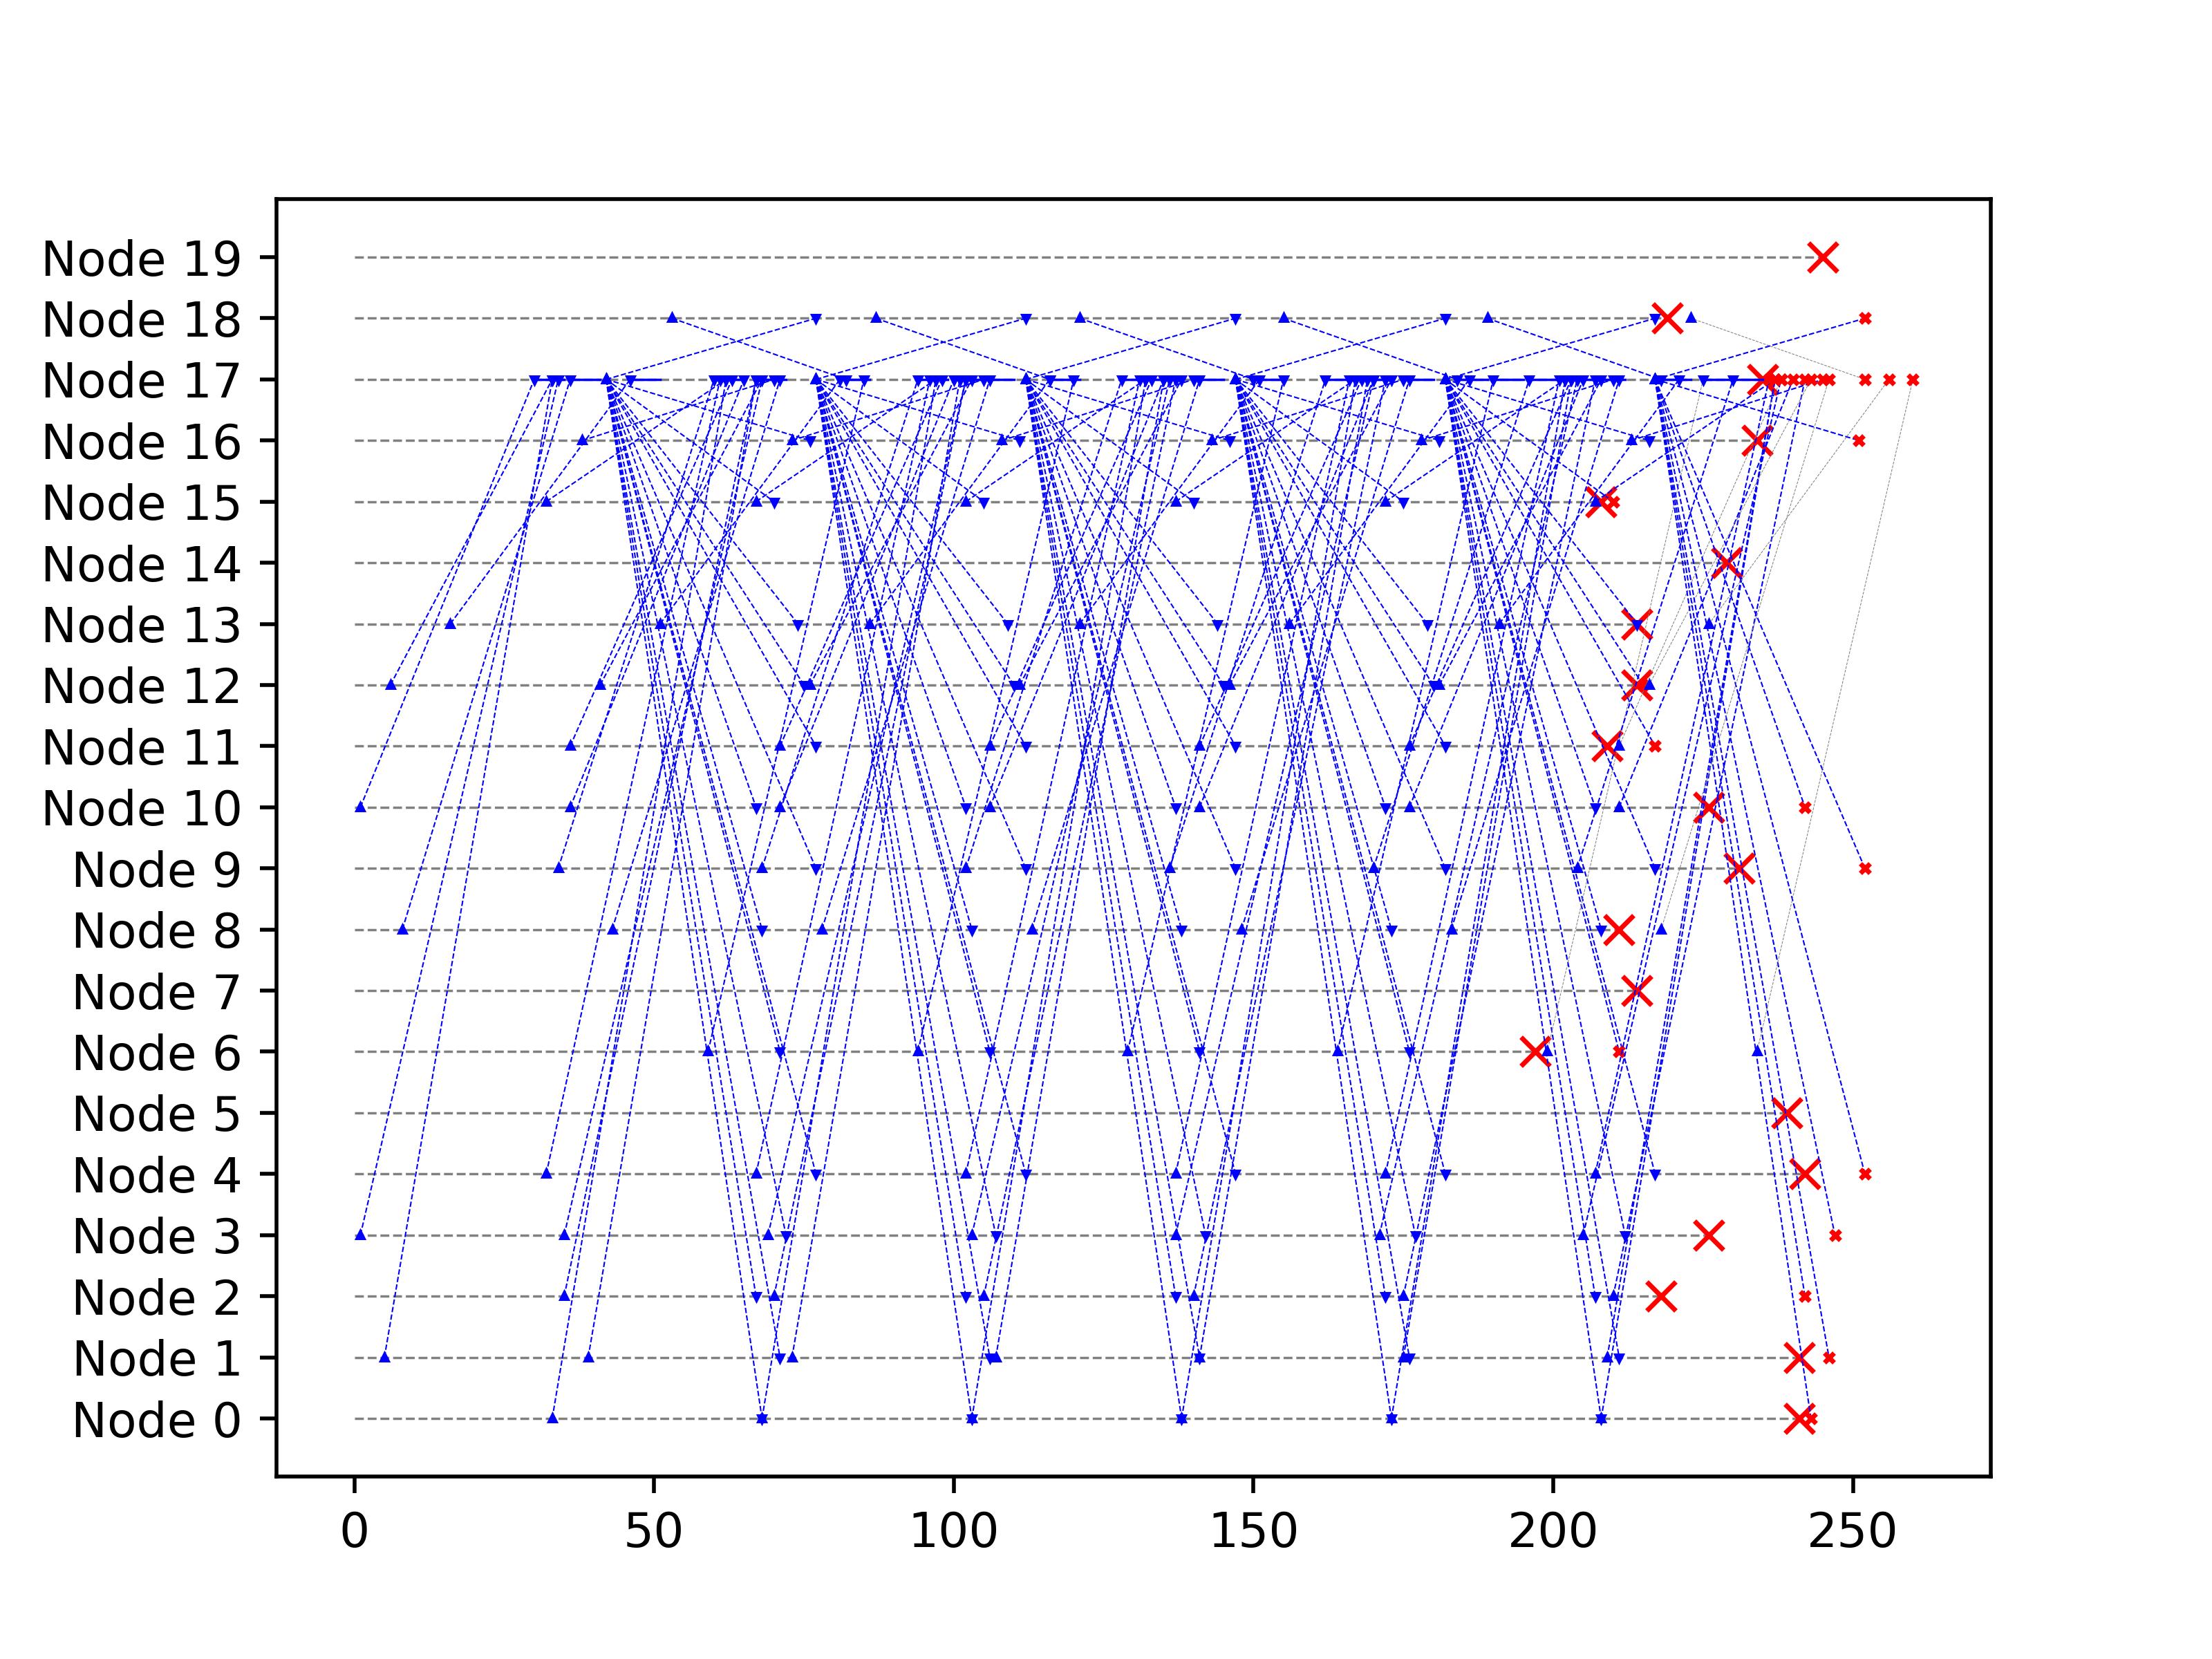 Node 19
Node 18
Node 17
Node 16
Node 15
Node 14
Node 13
Node 12
Node 11
Node 10
Node 9
Node 8
Node 7
Node 6
Node 5
Node 4
Node 3
Node 2
Node 1
Node 0
0 50 100 150 200 250